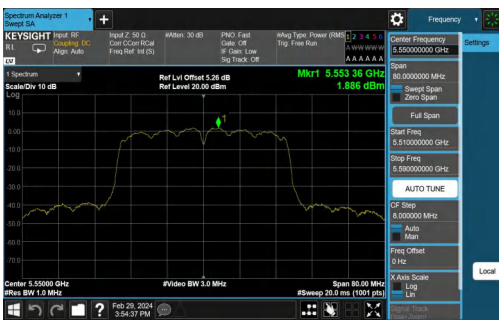 Spectrum Analyzer 1
Swept SA
Frequency
KEYSIGHT
Input: RF
Coupling: DC
Align: Auto
Input Z: 50 Ω
Corr CCorr RCal
Freq Ref: Int (S)
#Atten: 30 dB
PNO: Fast
Gate: Off
IF Gain: Low
Sig Track: Off
#Avg Type: Power (RMS
Trig: Free Run
1 2 3 4 5 6
A W W W W W
A A A A A A
RL
LXI
1 Spectrum
Scale/Div 10 dB
Log
Ref Lvl Offset 5.26 dB
Ref Level 20.00 dBm
Mkr1 5.553 36 GHz
1.886 dBm
1
10.0
0.00
-10.0
-20.0
-30.0
-40.0
-50.0
-60.0
-70.0
Center 5.55000 GHz
#Res BW 1.0 MHz
#Video BW 3.0 MHz
Span 80.00 MHz
#Sweep 20.0 ms (1001 pts)
Feb 29, 2024
3:54:37 PM
Center Frequency
5.550000000 GHz
Settings
Span
80.0000000 MHz
Swept Span
Zero Span
Full Span
Start Freq
5.510000000 GHz
Stop Freq
5.590000000 GHz
AUTO TUNE
CF Step
8.000000 MHz
Auto
Man
Freq Offset
0 Hz
X Axis Scale
Log
Lin
Local
Signal Track
(Span Zoom)